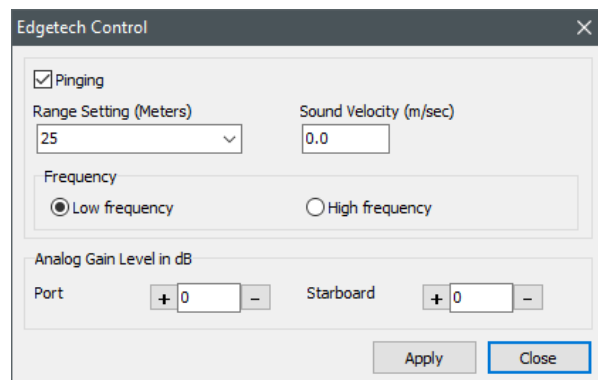 Edgetech Control
Pinging
Range Setting (Meters) Sound Velocity (m/sec)
25 0.0
Frequency
Low frequency High frequency
Analog Gain Level in dB
Port + 0 - Starboard + 0 -
Apply Close